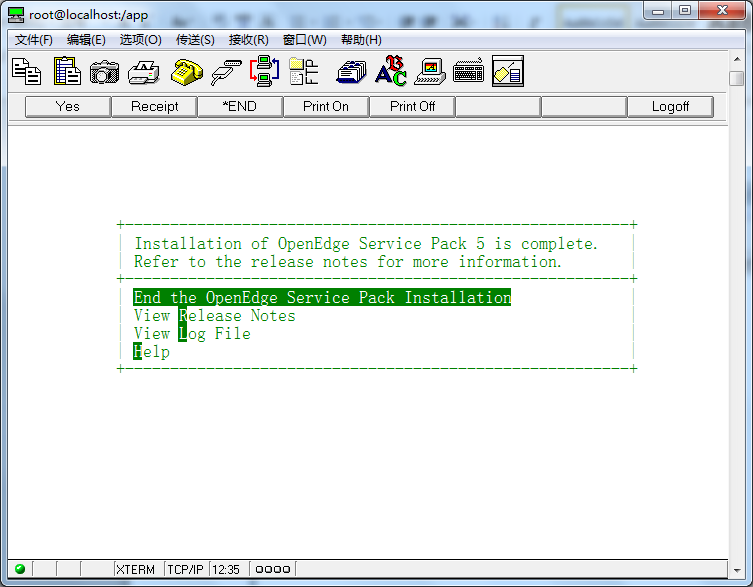 root@localhost:/app
文件(F) 编辑(E) 选项(O) 传送(S) 接收(R) 窗口(W) 帮助(H)
Yes Receipt *END Print On Print Off Logoff
Installation of OpenEdge Service Pack 5 is complete.
Refer to the release notes for more information.
End the OpenEdge Service Pack Installation
View Release Notes
View Log File
Help
XTERM TCP/IP 12:35